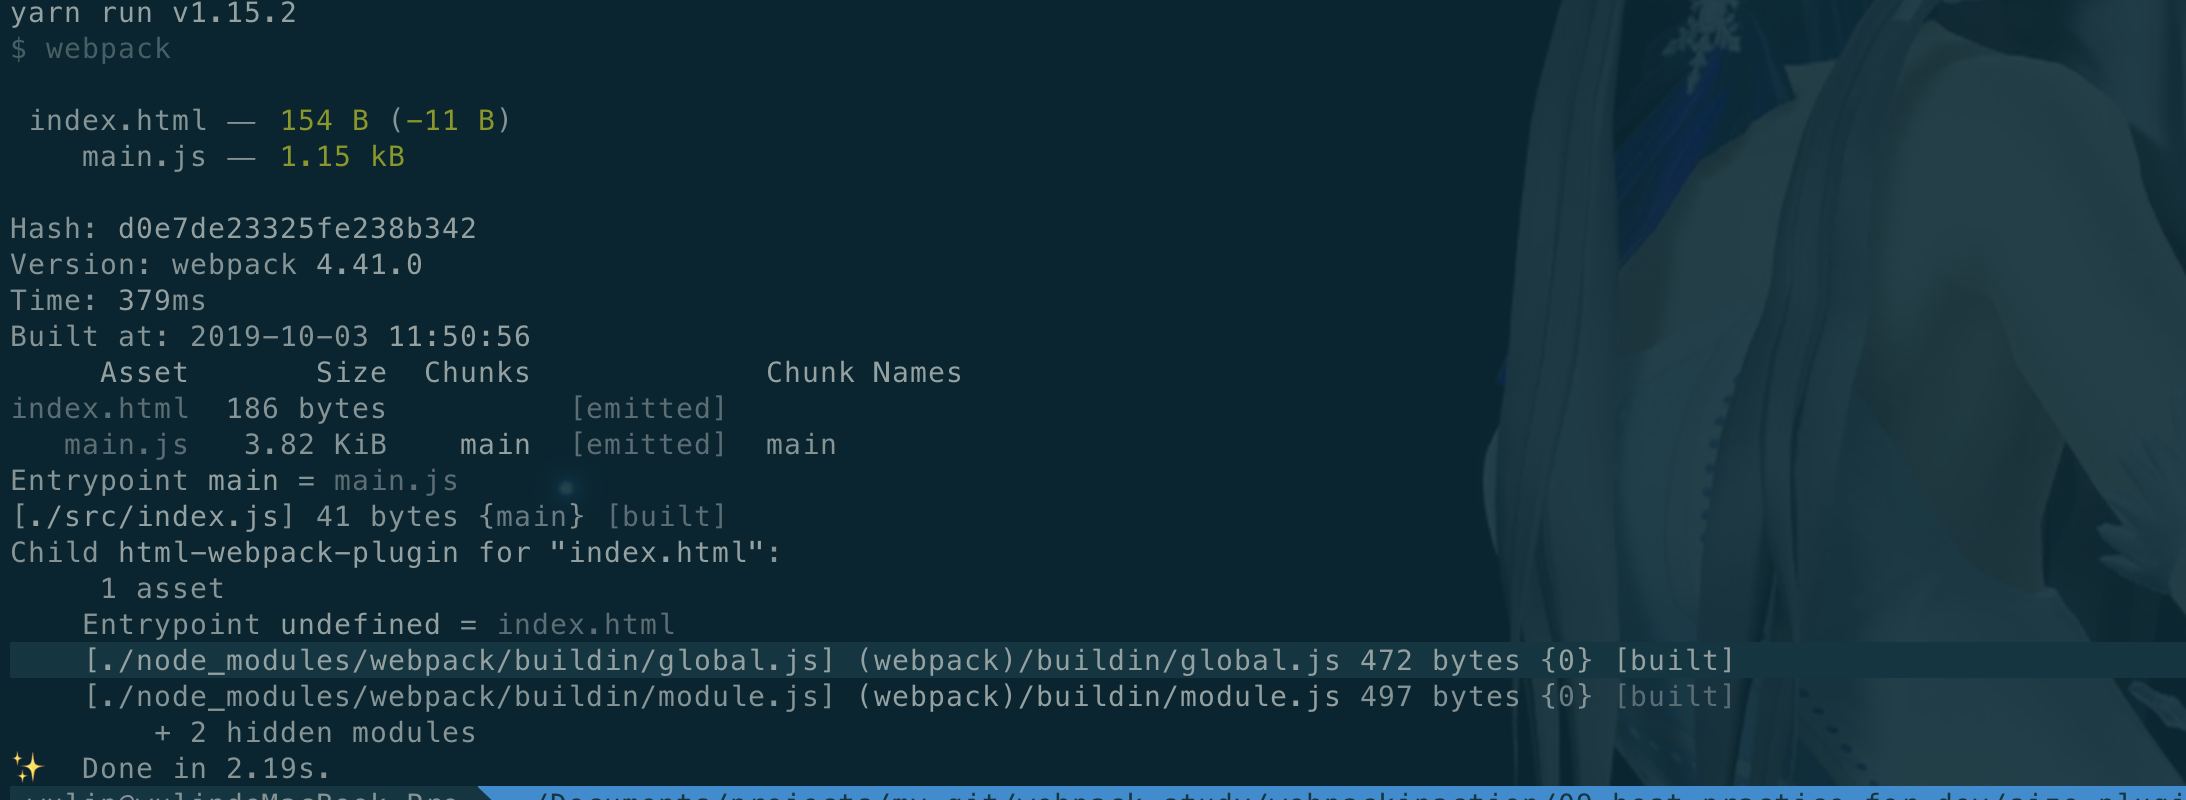 yarn run v1.15.2
$ webpack
index.html — 154 B (-11 B)
main.js — 1.15 kB
Hash: d0e7de23325fe238b342
Version: webpack 4.41.0
Time: 379ms
Built at: 2019-10-03 11:50:56
Asset Size Chunks Chunk Names
index.html 186 bytes [emitted]
main.js 3.82 KiB main [emitted] main
Entrypoint main = main.js
[./src/index.js] 41 bytes {main} [built]
Child html-webpack-plugin for "index.html":
1 asset
Entrypoint undefined = index.html
[./node_modules/webpack/buildin/global.js] (webpack)/buildin/global.js 472 bytes {0} [built]
[./node_modules/webpack/buildin/module.js] (webpack)/buildin/module.js 497 bytes {0} [built]
+ 2 hidden modules
✨ Done in 2.19s.